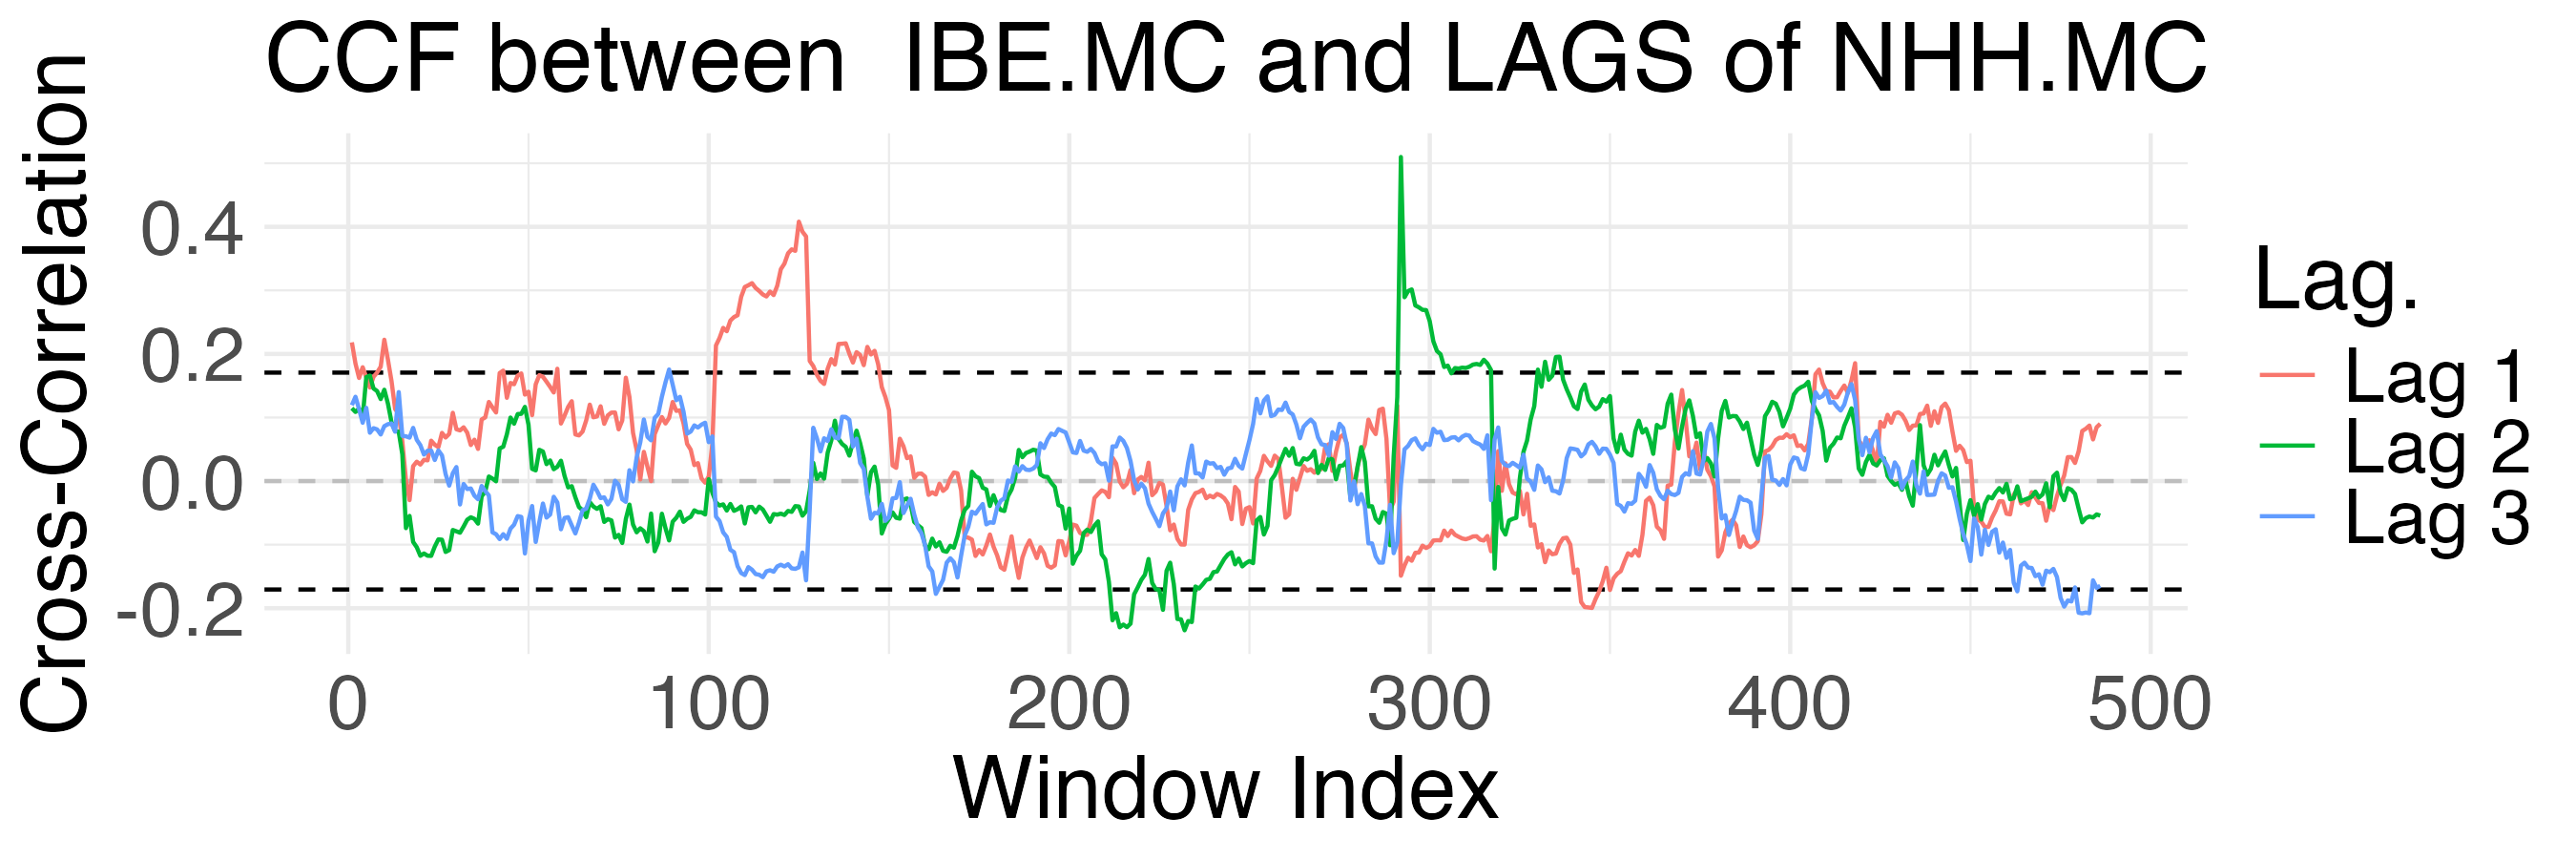 CCF between  IBE.MC and LAGS of NHH.MC
Cross-Correlation
0.4
0.2
0.0
-0.2
0 100 200 300 400 500
Window Index
Lag.
Lag 1
Lag 2
Lag 3